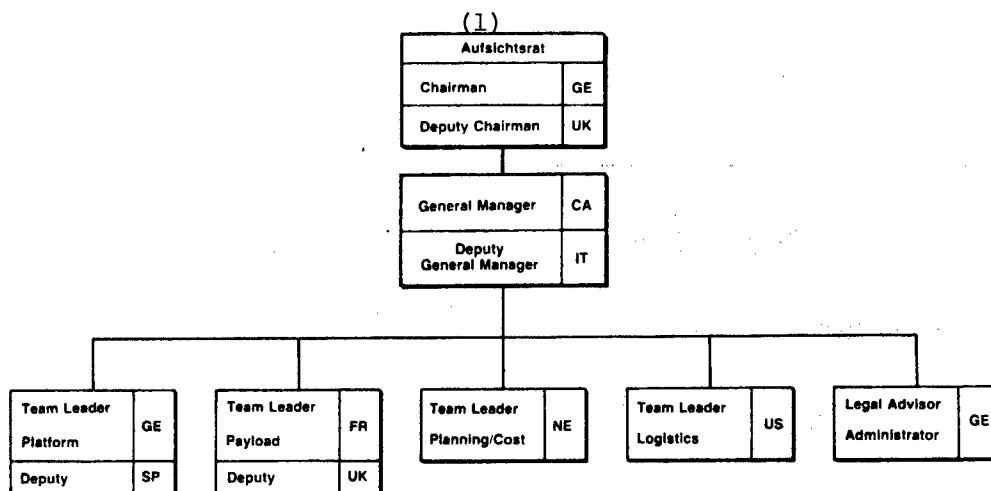 (1)
Aufsichtsrat
Chairman GE
Deputy Chairman UK
General Manager CA
Deputy
General Manager IT
Team Leader
Platform GE
Deputy SP
Team Leader
Payload FR
Deputy UK
Team Leader
Planning/Cost NE
Team Leader
Logistics US
Legal Advisor
Administrator GE